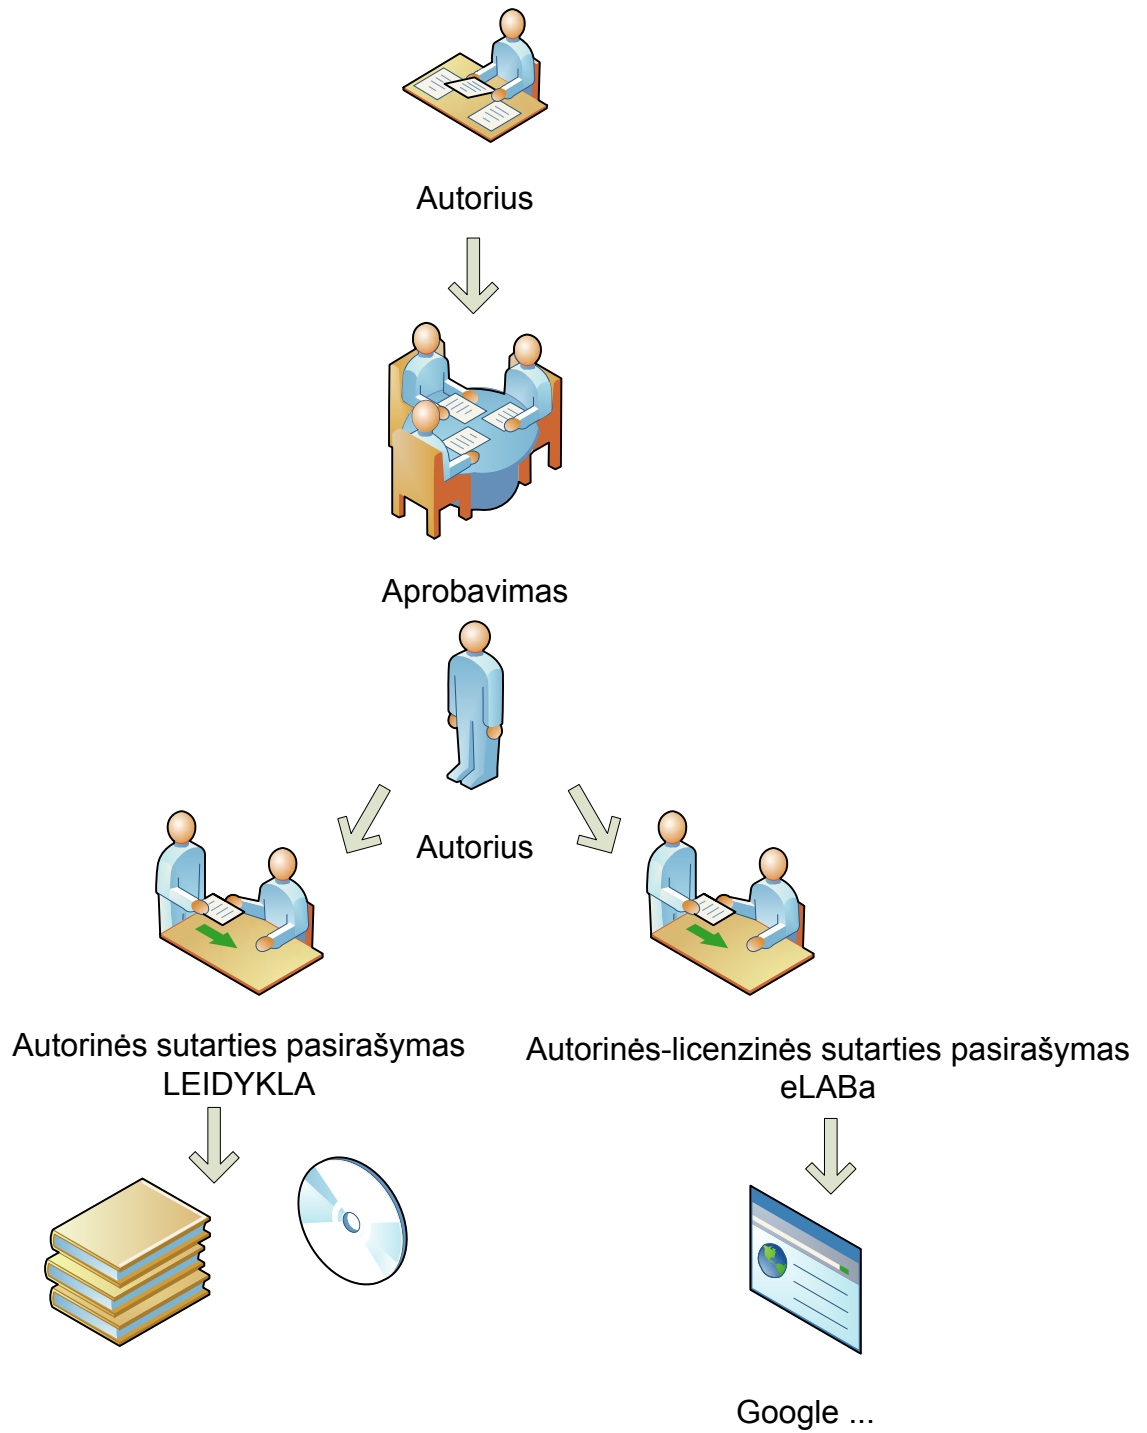 Autorius
Aprobavimas
Autorius
Autorinės sutarties pasirašymas
LEIDYKLA
Autorinės-licenzinės sutarties pasirašymas
eLABa
Google ...